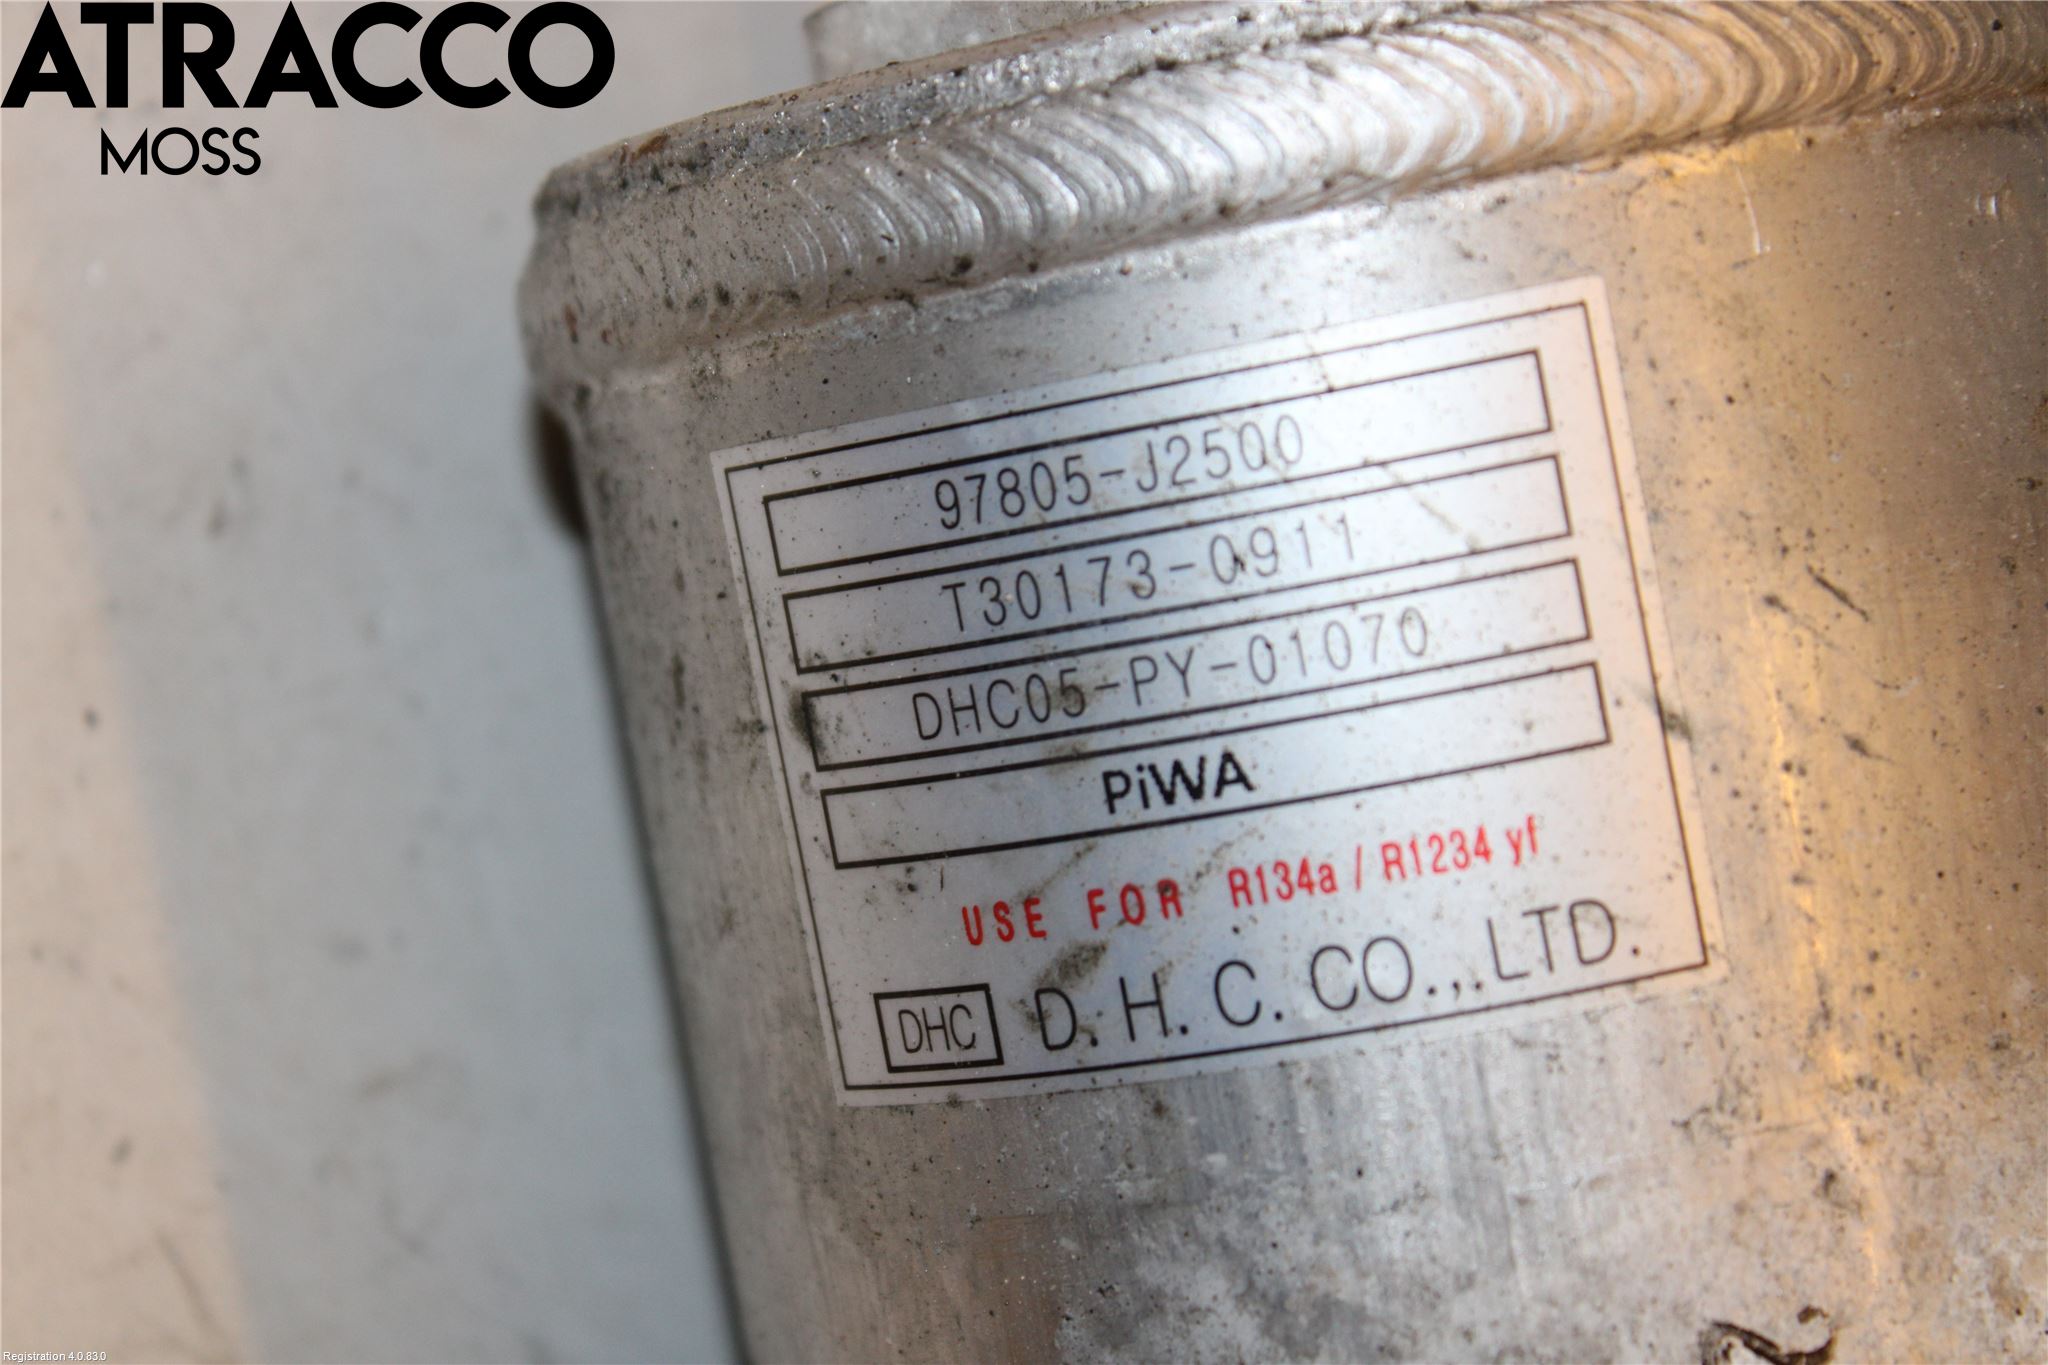 ATRACCO
MOSS
97805-J2500
T30173-0911
DHC05-PY-01070
PiWA
USE FOR R134a / R1234 yf
DHC D. H. C. CO.,.LTD.
Registration 4.0.83.0